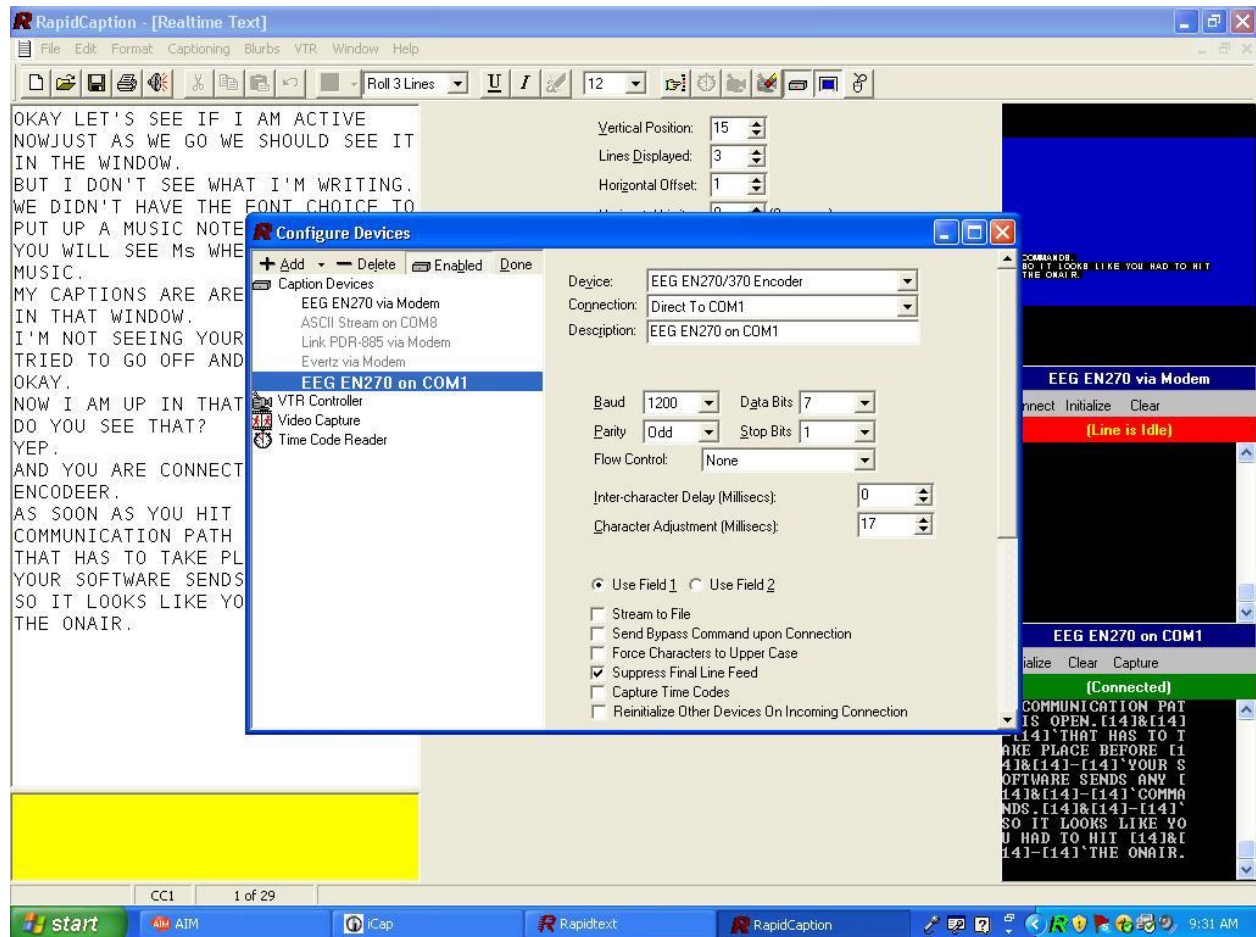 RapidCaption - [Realtime Text]
File Edit Format Captioning Blurbs VTR Window Help
Roll 3 Lines U I 12
OKAY LET'S SEE IF I AM ACTIVE
NOWJUST AS WE GO WE SHOULD SEE IT
IN THE WINDOW.
BUT I DON'T SEE WHAT I'M WRITING.
WE DIDN'T HAVE THE FONT CHOICE TO
PUT UP A MUSIC NOTE
YOU WILL SEE Ms WHE
MUSIC.
MY CAPTIONS ARE ARE
IN THAT WINDOW.
I'M NOT SEEING YOUR
TRIED TO GO OFF AND
OKAY.
NOW I AM UP IN THAT
DO YOU SEE THAT?
YEP.
AND YOU ARE CONNECT
ENCODEER.
AS SOON AS YOU HIT
COMMUNICATION PATH
THAT HAS TO TAKE PL
YOUR SOFTWARE SENDS
SO IT LOOKS LIKE YO
THE ONAIR.
Vertical Position: 15
Lines Displayed: 3
Horizontal Offset: 1
Configure Devices
Add Delete Enabled Done
Caption Devices
EEG EN270 via Modem
ASCII Stream on COM8
Link PDR-885 via Modem
Evertz via Modem
EEG EN270 on COM1
VTR Controller
Video Capture
Time Code Reader
Device: EEG EN270/370 Encoder
Connection: Direct To COM1
Description: EEG EN270 on COM1
Baud 1200 Data Bits 7
Parity Odd Stop Bits 1
Flow Control: None
Inter-character Delay (Millisecs): 0
Character Adjustment (Millisecs): 17
Use Field 1 Use Field 2
Stream to File
Send Bypass Command upon Connection
Force Characters to Upper Case
Suppress Final Line Feed
Capture Time Codes
Reinitialize Other Devices On Incoming Connection
COMMANDS.
SO IT LOOKS LIKE YOU HAD TO HIT
THE ONAIR.
EEG EN270 via Modem
nnect Initialize Clear
(Line is Idle)
EEG EN270 on COM1
ialize Clear Capture
(Connected)
COMMUNICATION PAT
IS OPEN.[14]&[14]
-[14]`THAT HAS TO T
AKE PLACE BEFORE [1
4]&[14]-[14]`YOUR S
OFTWARE SENDS ANY [
14]&[14]-[14]`COMMA
NDS.[14]&[14]-[14]`
SO IT LOOKS LIKE YO
U HAD TO HIT [14]&[
14]-[14]`THE ONAIR.
CC1 1 of 29
start AIM iCap Rapidtext RapidCaption 9:31 AM